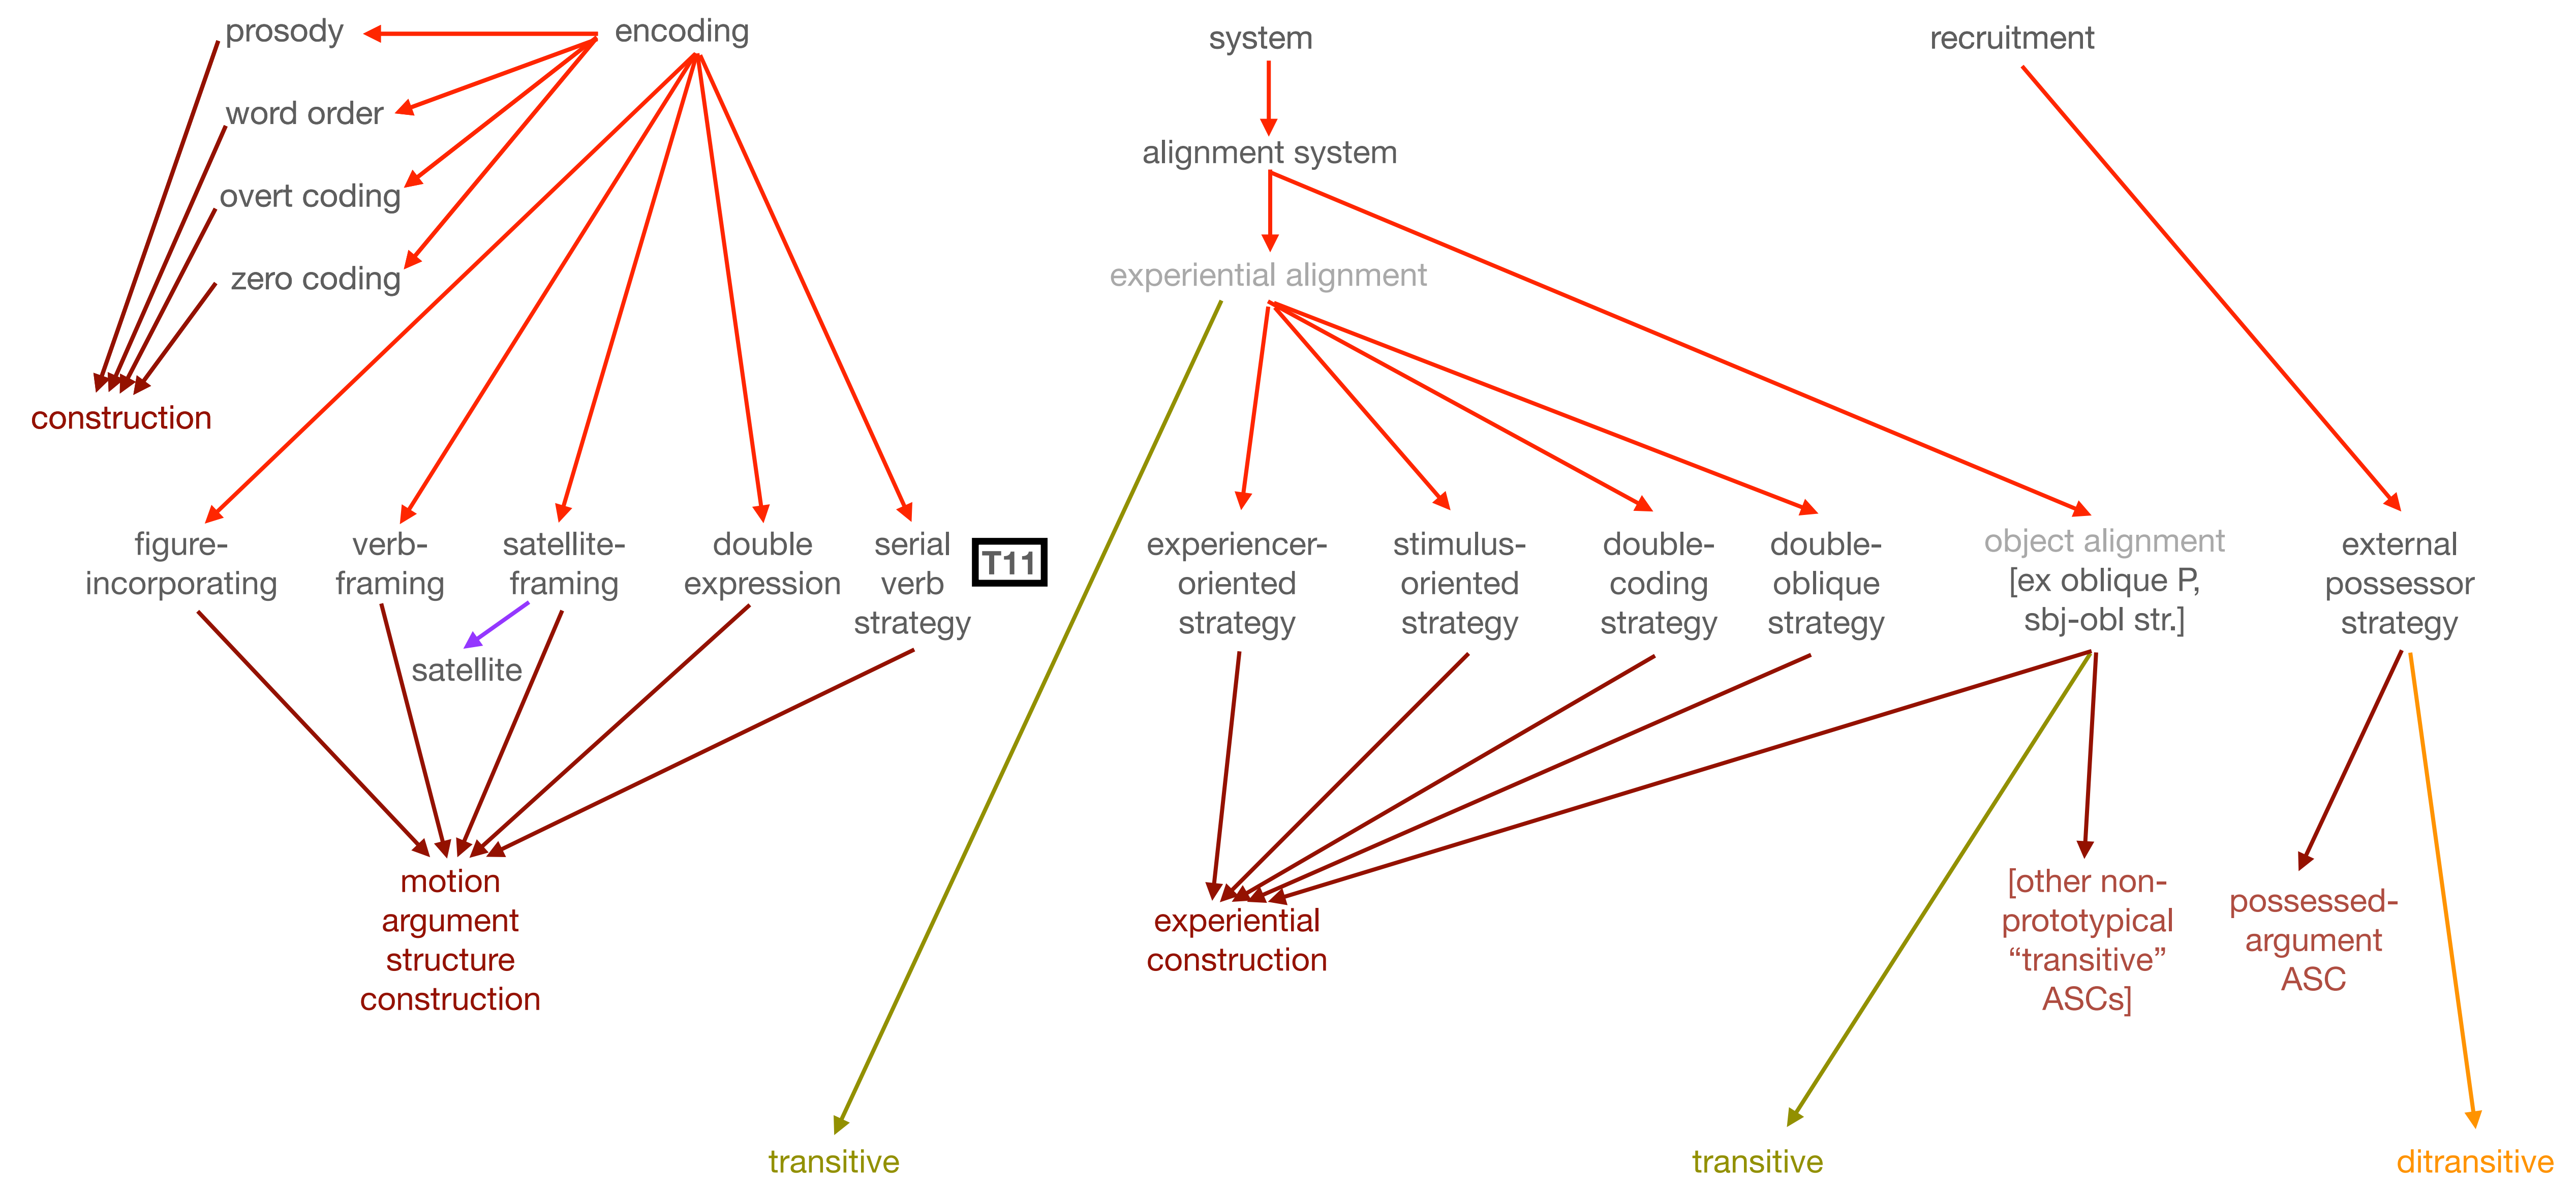 prosody
encoding
system
recruitment
word order
alignment system
overt coding
zero coding
experiential alignment
construction
figure-
incorporating
verb-
framing
satellite-
framing
double
expression
serial
verb
strategy
T11
experiencer-
oriented
strategy
stimulus-
oriented
strategy
double-
coding
strategy
double-
oblique
strategy
object alignment
[ex oblique P,
sbj-obl str.]
external
possessor
strategy
satellite
motion
argument
structure
construction
experiential
construction
[other non-
prototypical
“transitive”
ASCs]
possessed-
argument
ASC
transitive
transitive
ditransitive